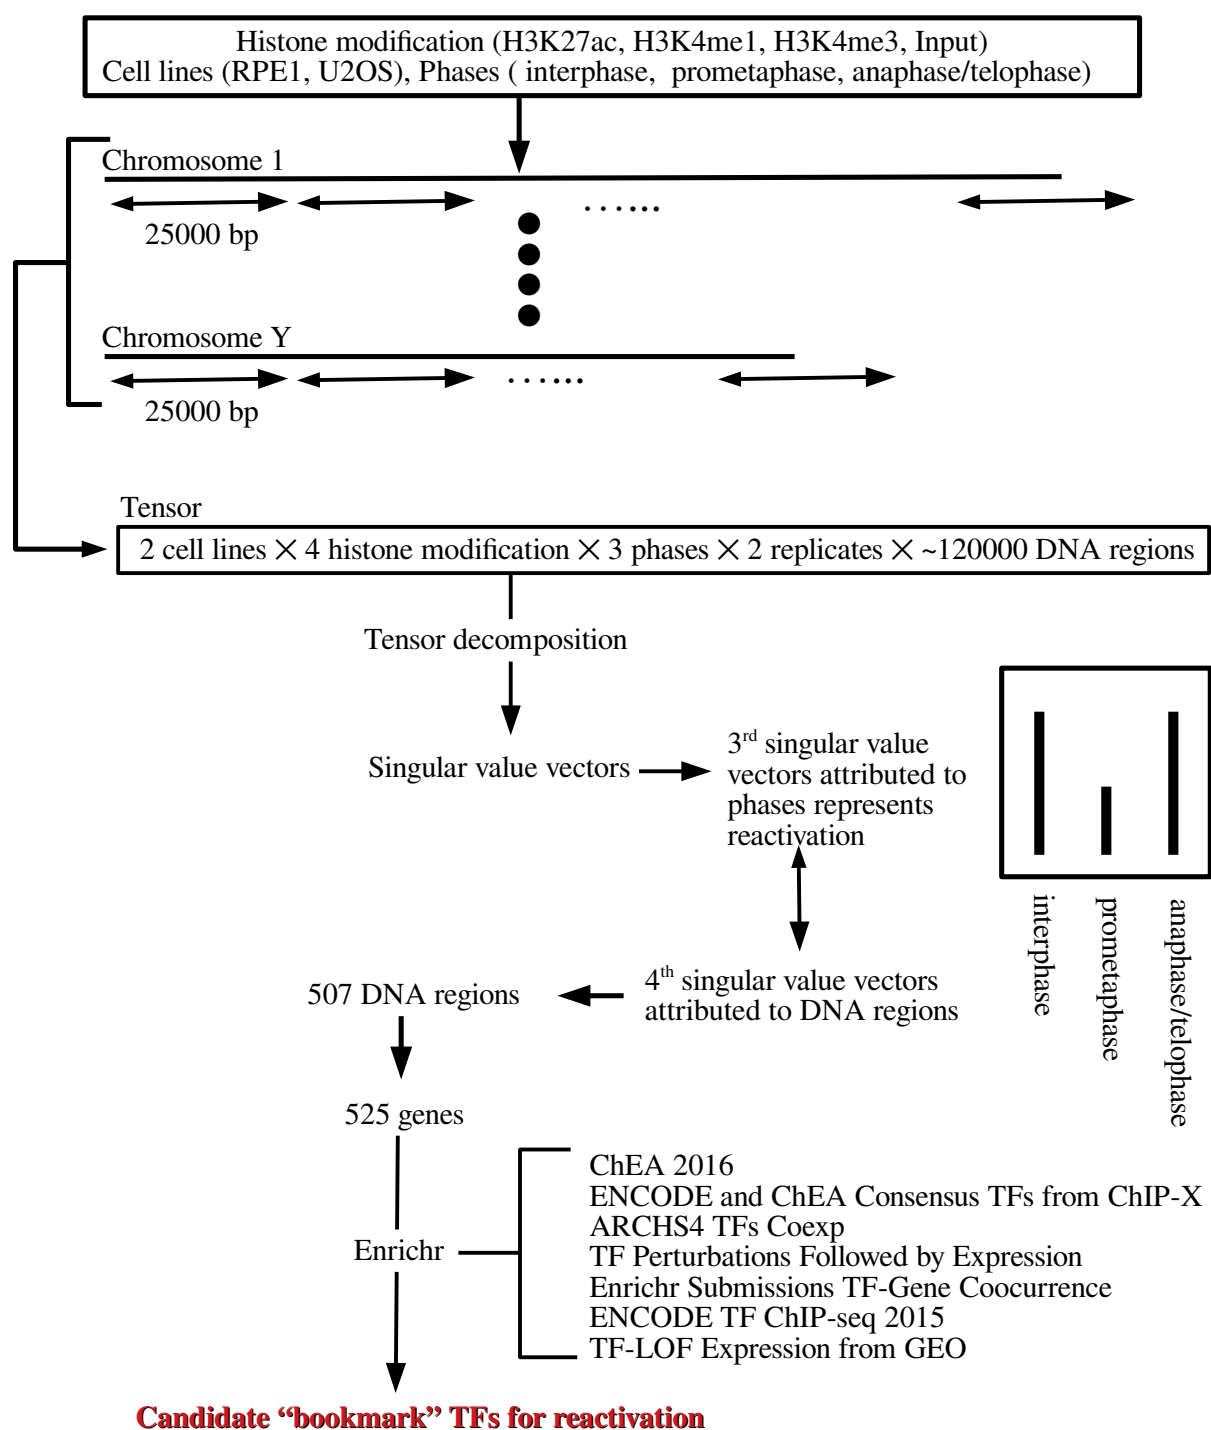 Histone modification (H3K27ac, H3K4me1, H3K4me3, Input)
Cell lines (RPE1, U2OS), Phases ( interphase, prometaphase, anaphase/telophase)
Chromosome 1
......
25000 bp
Chromosome Y
......
25000 bp
Tensor
2 cell lines × 4 histone modification × 3 phases × 2 replicates × ~120000 DNA regions
Tensor decomposition
Singular value vectors
3rd singular value
vectors attributed to
phases represents
reactivation
interphase
prometaphase
anaphase/telophase
4th singular value vectors
attributed to DNA regions
507 DNA regions
525 genes
Enrichr
ChEA 2016
ENCODE and ChEA Consensus TFs from ChIP-X
ARCHS4 TFs Coexp
TF Perturbations Followed by Expression
Enrichr Submissions TF-Gene Coocurrence
ENCODE TF ChIP-seq 2015
TF-LOF Expression from GEO
Candidate “bookmark” TFs for reactivation